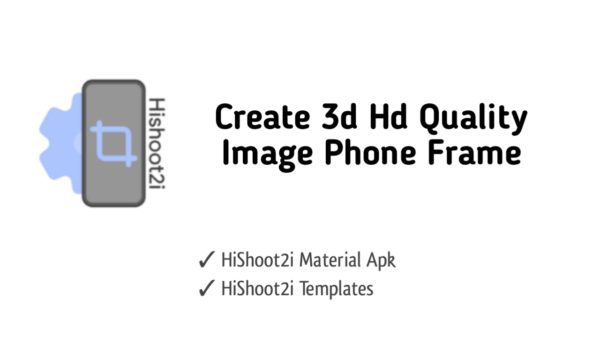 Hishoot2i
Create 3d Hd Quality
Image Phone Frame
✓ HiShoot2i Material Apk
✓ HiShoot2i Templates